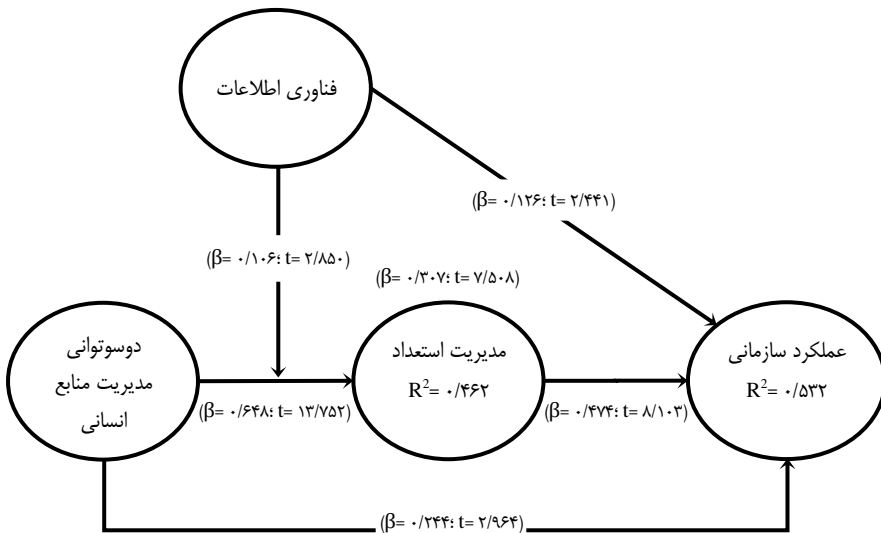 فناوری اطلاعات
(β= ۰/۱۲۶؛ t= ۲/۴۴۱)
(β= ۰/۱۰۶؛ t= ۲/۸۵۰)
(β= ۰/۳۰۷؛ t= ۷/۵۰۸)
دوسوتوانی
مدیریت منابع
انسانی
مدیریت استعداد
R²= ۰/۴۶۲
عملکرد سازمانی
R²= ۰/۵۳۲
(β= ۰/۶۴۸؛ t= ۱۳/۷۵۲)
(β= ۰/۴۷۴؛ t= ۸/۱۰۳)
(β= ۰/۲۴۴؛ t= ۲/۹۶۴)